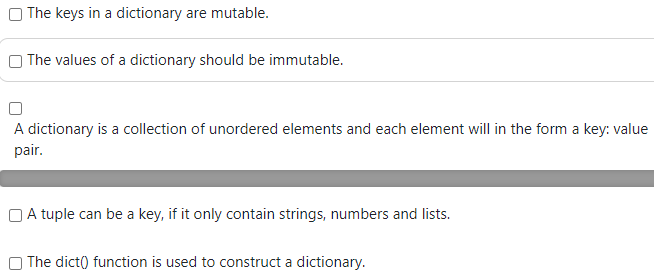 The keys in a dictionary are mutable.
The values of a dictionary should be immutable.
A dictionary is a collection of unordered elements and each element will in the form a key: value
pair.
A tuple can be a key, if it only contain strings, numbers and lists.
The dict() function is used to construct a dictionary.